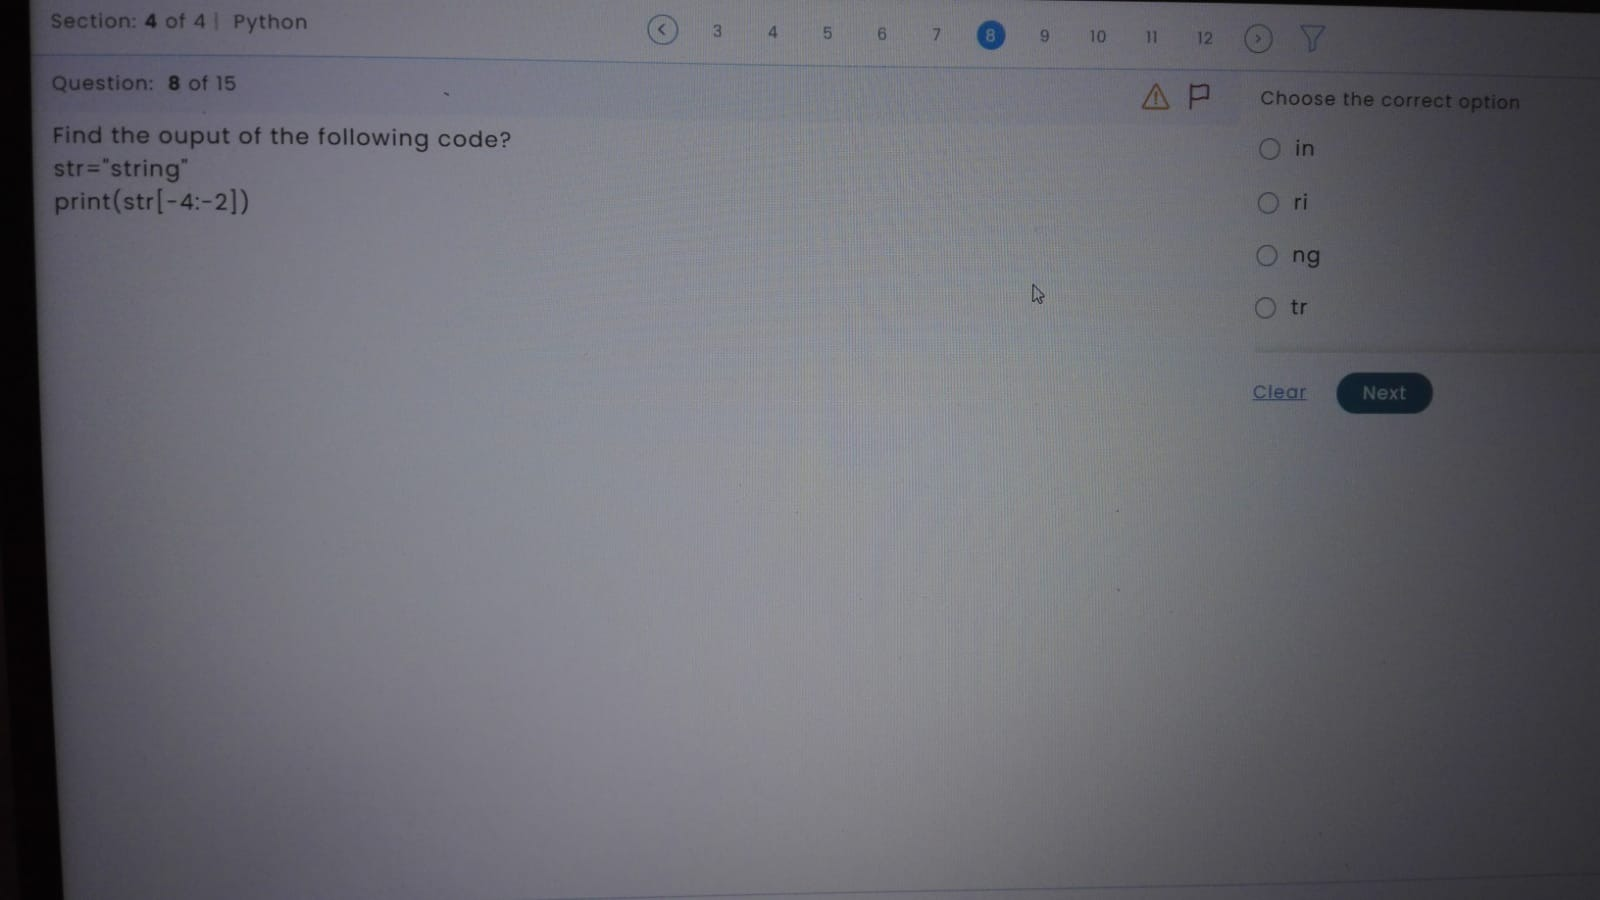 Section: 4 of 4 | Python
3 4 5 6 7 8 9 10 11 12
Question: 8 of 15
Find the ouput of the following code?
str="string"
print(str[-4:-2])
Choose the correct option
in
ri
ng
tr
Clear Next